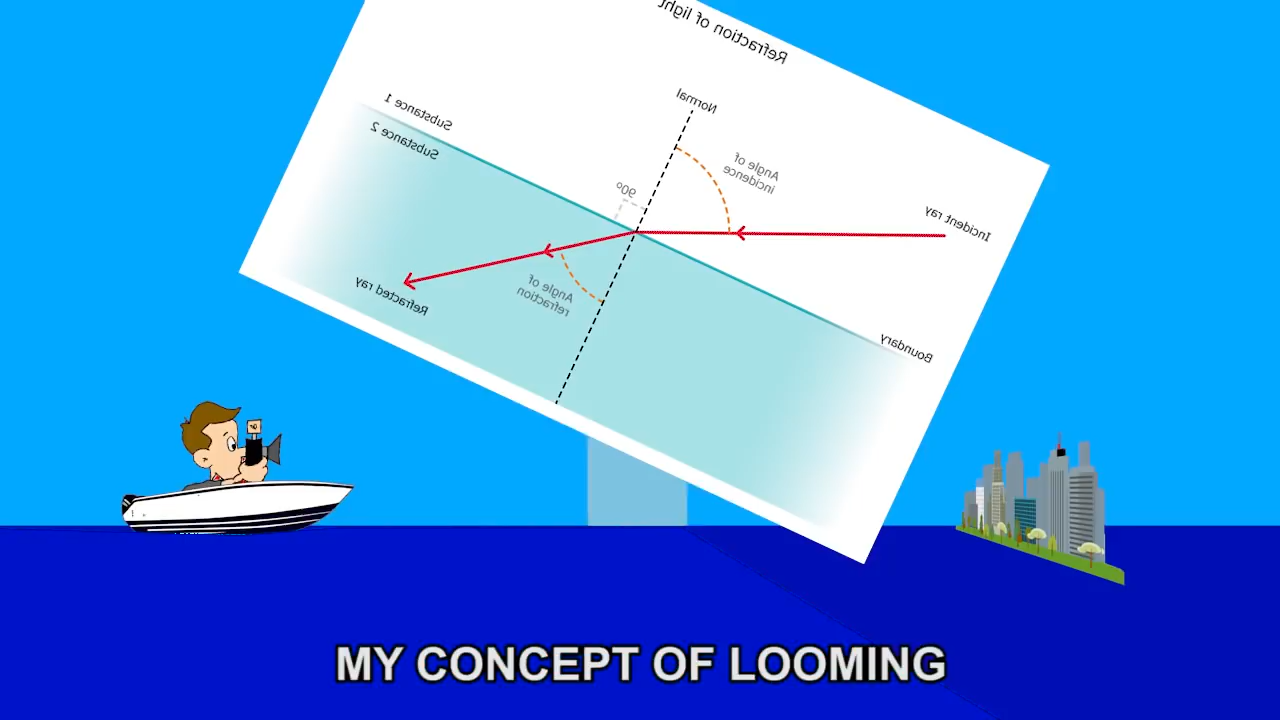 Refraction of light
Normal
Substance 1
Substance 2
Angle of
incidence
90°
Incident ray
Angle of
refraction
Refracted ray
Boundary
MY CONCEPT OF LOOMING